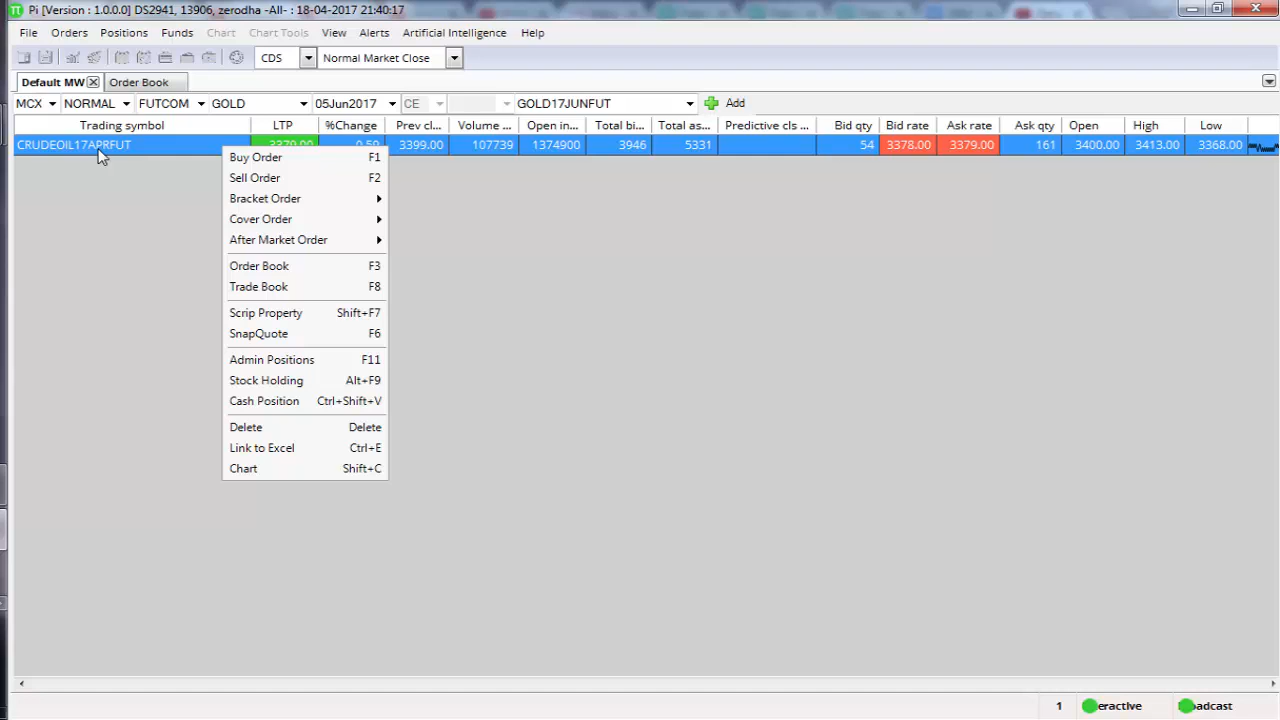 Pi [Version : 1.0.0.0] DS2941, 13906, zerodha -All- : 18-04-2017 21:40:17
File Orders Positions Funds Chart Chart Tools View Alerts Artificial Intelligence Help
CDS Normal Market Close
Default MW Order Book
MCX NORMAL FUTCOM GOLD 05Jun2017 CE GOLD17JUNFUT Add
Trading symbol LTP %Change Prev cl... Volume ... Open in... Total bi... Total as... Predictive cls ... Bid qty Bid rate Ask rate Ask qty Open High Low
CRUDEOIL17APRFUT 3379.00 0.59 3399.00 107739 1374900 3946 5331 54 3378.00 3379.00 161 3400.00 3413.00 3368.00
Buy Order F1
Sell Order F2
Bracket Order
Cover Order
After Market Order
Order Book F3
Trade Book F8
Scrip Property Shift+F7
SnapQuote F6
Admin Positions F11
Stock Holding Alt+F9
Cash Position Ctrl+Shift+V
Delete Delete
Link to Excel Ctrl+E
Chart Shift+C
1 eractive adcast